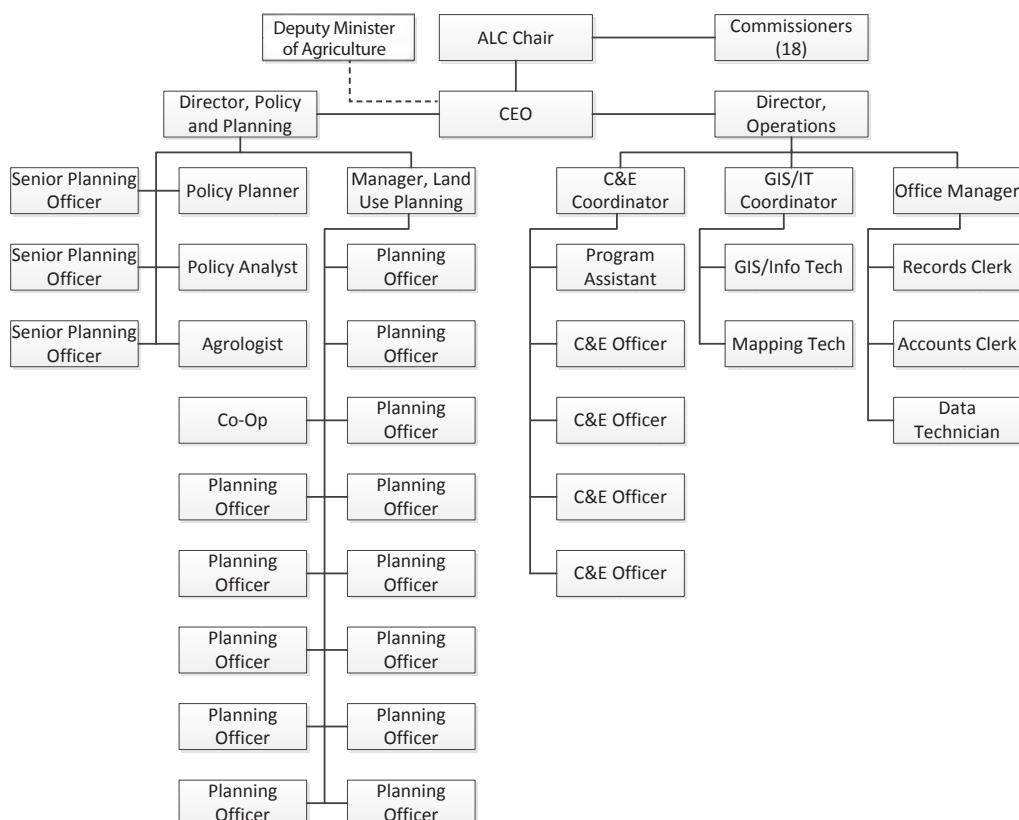 Deputy Minister
of Agriculture
ALC Chair
Commissioners
(18)
Director, Policy
and Planning
CEO
Director,
Operations
Senior Planning
Officer
Policy Planner
Manager, Land
Use Planning
C&E
Coordinator
GIS/IT
Coordinator
Office Manager
Senior Planning
Officer
Policy Analyst
Planning
Officer
Program
Assistant
GIS/Info Tech
Records Clerk
Senior Planning
Officer
Agrologist
Planning
Officer
C&E Officer
Mapping Tech
Accounts Clerk
Co-Op
Planning
Officer
C&E Officer
Data
Technician
Planning
Officer
Planning
Officer
C&E Officer
Planning
Officer
Planning
Officer
C&E Officer
Planning
Officer
Planning
Officer
Planning
Officer
Planning
Officer
Planning
Officer
Planning
Officer